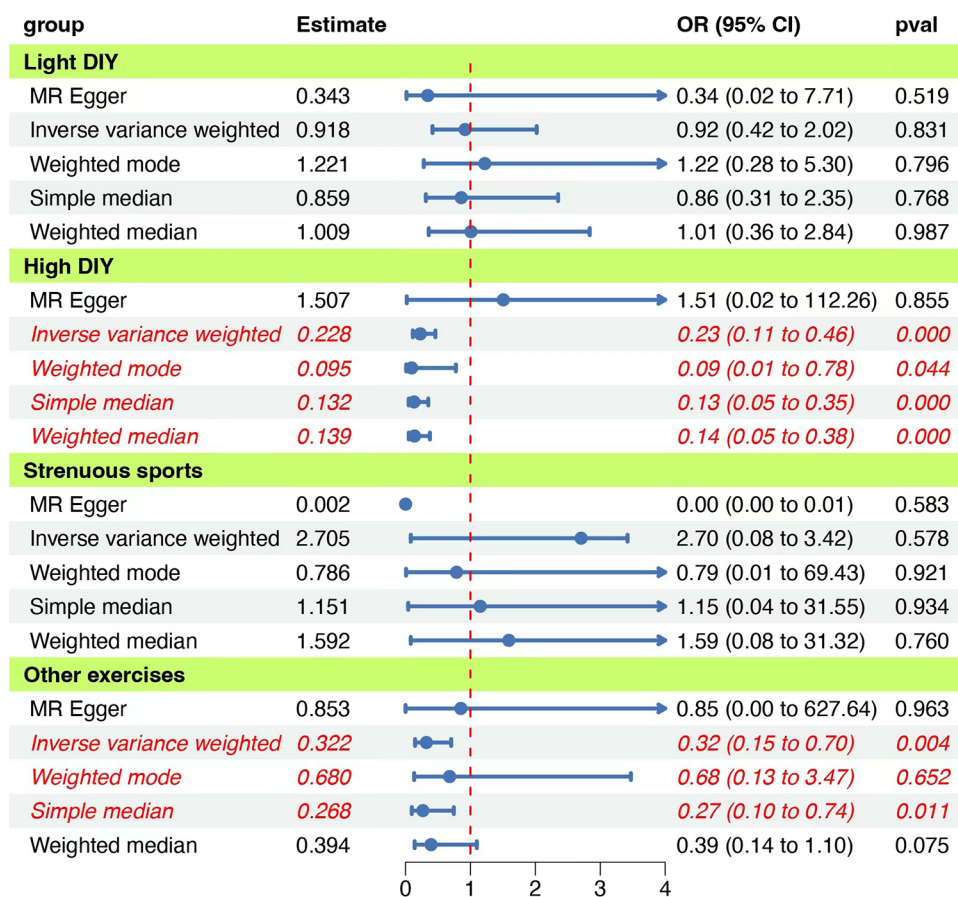 group Estimate OR (95% CI) pval
Light DIY
MR Egger 0.343 0.34 (0.02 to 7.71) 0.519
Inverse variance weighted 0.918 0.92 (0.42 to 2.02) 0.831
Weighted mode 1.221 1.22 (0.28 to 5.30) 0.796
Simple median 0.859 0.86 (0.31 to 2.35) 0.768
Weighted median 1.009 1.01 (0.36 to 2.84) 0.987
High DIY
MR Egger 1.507 1.51 (0.02 to 112.26) 0.855
Inverse variance weighted 0.228 0.23 (0.11 to 0.46) 0.000
Weighted mode 0.095 0.09 (0.01 to 0.78) 0.044
Simple median 0.132 0.13 (0.05 to 0.35) 0.000
Weighted median 0.139 0.14 (0.05 to 0.38) 0.000
Strenuous sports
MR Egger 0.002 0.00 (0.00 to 0.01) 0.583
Inverse variance weighted 2.705 2.70 (0.08 to 3.42) 0.578
Weighted mode 0.786 0.79 (0.01 to 69.43) 0.921
Simple median 1.151 1.15 (0.04 to 31.55) 0.934
Weighted median 1.592 1.59 (0.08 to 31.32) 0.760
Other exercises
MR Egger 0.853 0.85 (0.00 to 627.64) 0.963
Inverse variance weighted 0.322 0.32 (0.15 to 0.70) 0.004
Weighted mode 0.680 0.68 (0.13 to 3.47) 0.652
Simple median 0.268 0.27 (0.10 to 0.74) 0.011
Weighted median 0.394 0.39 (0.14 to 1.10) 0.075
0 1 2 3 4